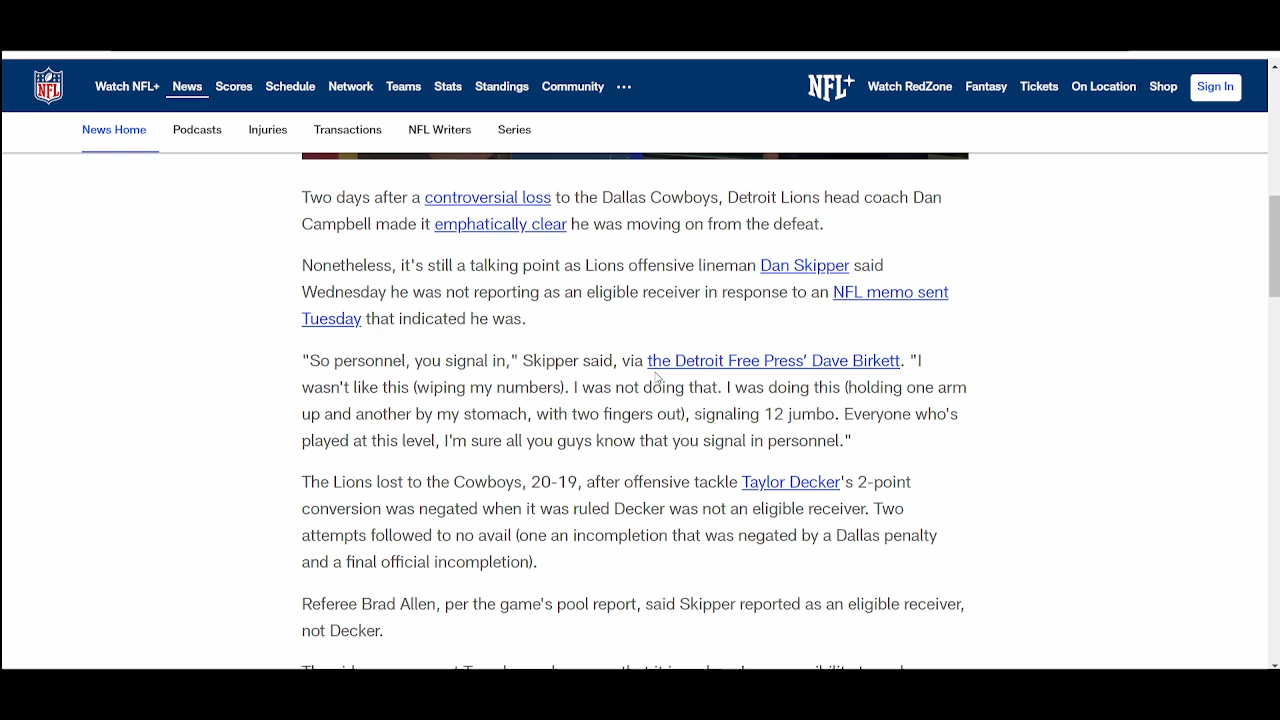 NFL
Watch NFL+ News Scores Schedule Network Teams Stats Standings Community ••• NFL+ Watch RedZone Fantasy Tickets On Location Shop Sign In
News Home Podcasts Injuries Transactions NFL Writers Series
Two days after a controversial loss to the Dallas Cowboys, Detroit Lions head coach Dan
Campbell made it emphatically clear he was moving on from the defeat.
Nonetheless, it's still a talking point as Lions offensive lineman Dan Skipper said
Wednesday he was not reporting as an eligible receiver in response to an NFL memo sent
Tuesday that indicated he was.
"So personnel, you signal in," Skipper said, via the Detroit Free Press’ Dave Birkett. "I
wasn't like this (wiping my numbers). I was not doing that. I was doing this (holding one arm
up and another by my stomach, with two fingers out), signaling 12 jumbo. Everyone who's
played at this level, I'm sure all you guys know that you signal in personnel."
The Lions lost to the Cowboys, 20-19, after offensive tackle Taylor Decker's 2-point
conversion was negated when it was ruled Decker was not an eligible receiver. Two
attempts followed to no avail (one an incompletion that was negated by a Dallas penalty
and a final official incompletion).
Referee Brad Allen, per the game's pool report, said Skipper reported as an eligible receiver,
not Decker.